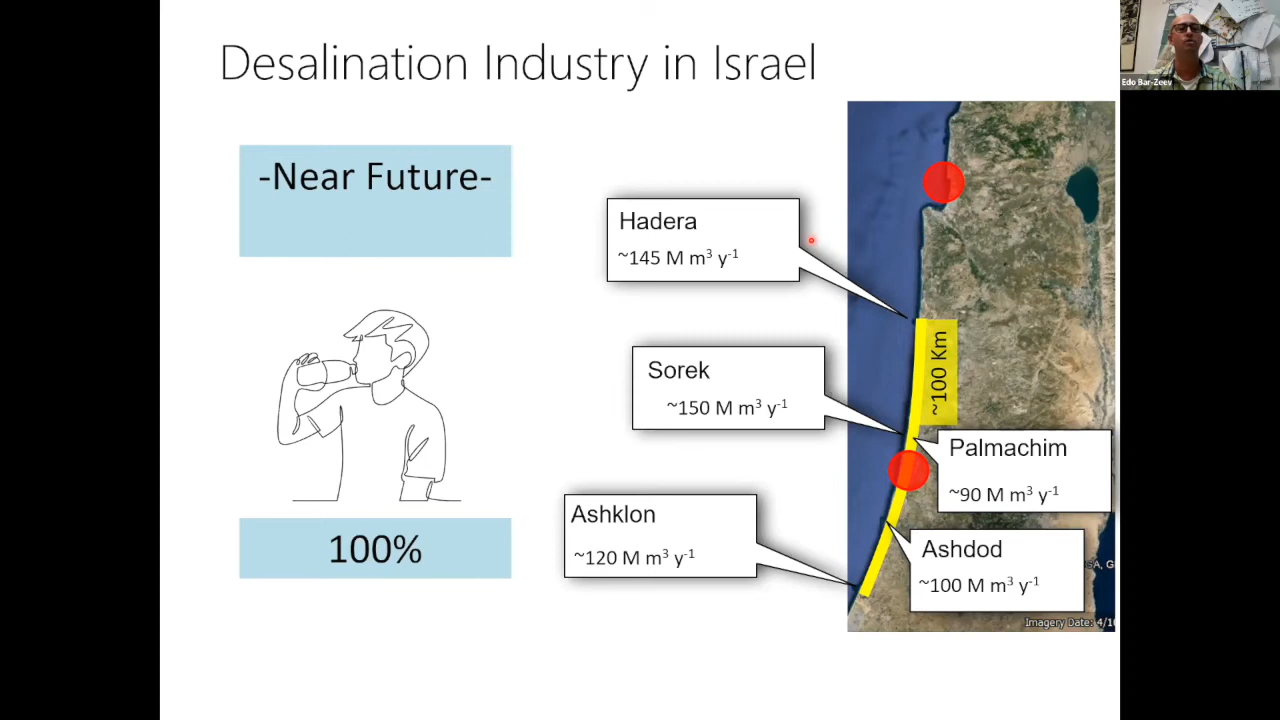 Desalination Industry in Israel
Edo Bar-Zeev
-Near Future-
100%
Hadera
~145 M m³ y⁻¹
Sorek
~150 M m³ y⁻¹
Ashklon
~120 M m³ y⁻¹
~100 Km
Palmachim
~90 M m³ y⁻¹
Ashdod
~100 M m³ y⁻¹
Imagery Date: 4/1